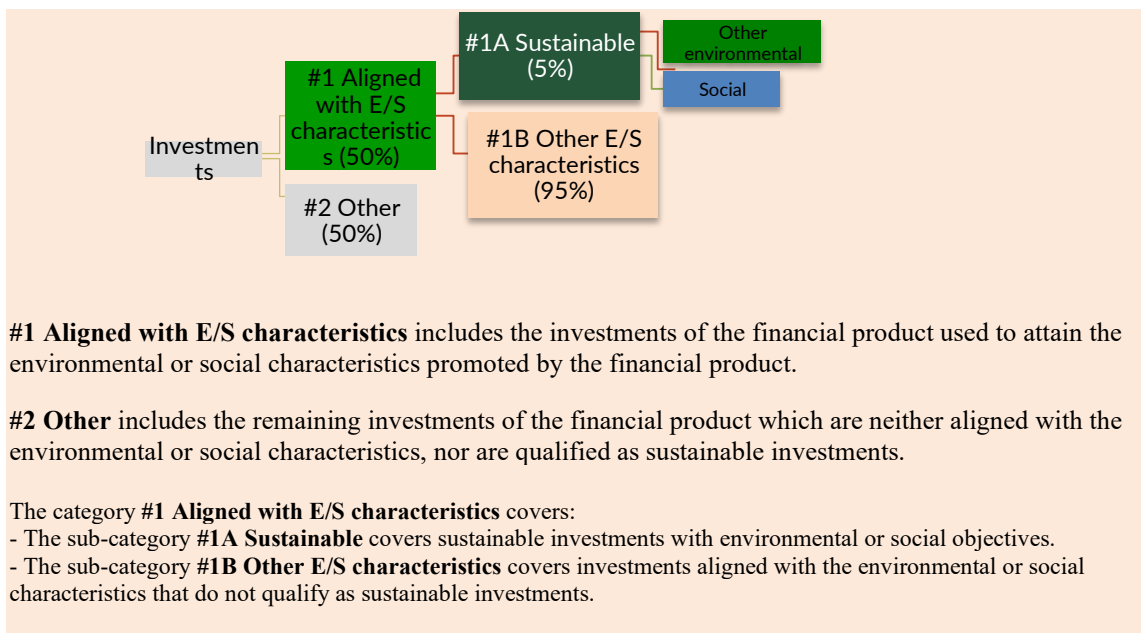 Investmen
ts
#1 Aligned
with E/S
characteristic
s (50%)
#2 Other
(50%)
#1A Sustainable
(5%)
#1B Other E/S
characteristics
(95%)
Other
environmental
Social
#1 Aligned with E/S characteristics includes the investments of the financial product used to attain the
environmental or social characteristics promoted by the financial product.
#2 Other includes the remaining investments of the financial product which are neither aligned with the
environmental or social characteristics, nor are qualified as sustainable investments.
The category #1 Aligned with E/S characteristics covers:
- The sub-category #1A Sustainable covers sustainable investments with environmental or social objectives.
- The sub-category #1B Other E/S characteristics covers investments aligned with the environmental or social
characteristics that do not qualify as sustainable investments.